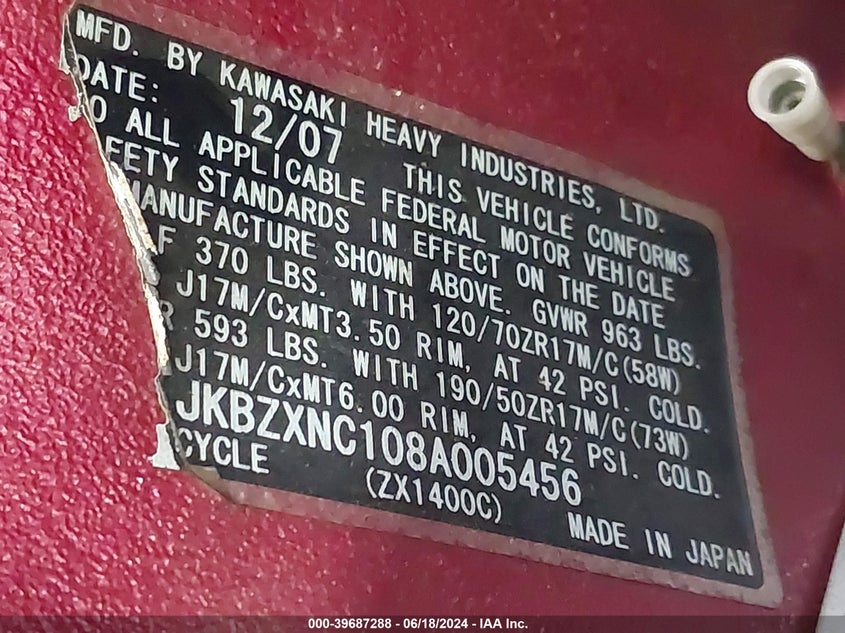 MFD. BY KAWASAKI HEAVY INDUSTRIES, LTD.
DATE: 12/07 THIS VEHICLE CONFORMS
O ALL APPLICABLE FEDERAL MOTOR VEHICLE
FETY STANDARDS IN EFFECT ON THE DATE
MANUFACTURE SHOWN ABOVE. GVWR 963 LBS.
F 370 LBS. WITH 120/70ZR17M/C(58W)
J17M/CxMT3.50 RIM, AT 42 PSI. COLD.
R 593 LBS. WITH 190/50ZR17M/C(73W)
J17M/CxMT6.00 RIM, AT 42 PSI. COLD.
JKBZXNC108A005456
CYCLE (ZX1400C) MADE IN JAPAN
000-39687288 - 06/18/2024 - IAA Inc.